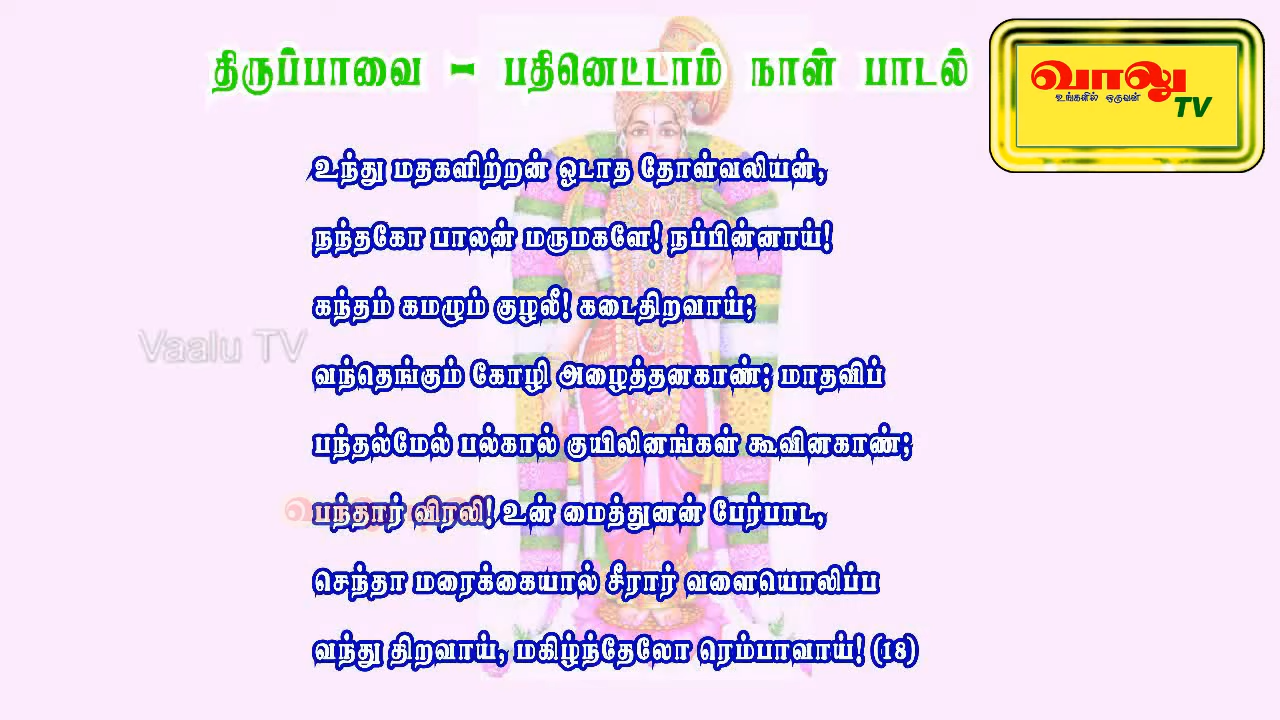 திருப்பாவை - பதினெட்டாம் நாள் பாடல்
வாலு
உங்களில் ஒருவன்
TV
உந்து மதகளிற்றன் ஓடாத தோள்வலியன்,
நந்தகோ பாலன் மருமகளே! நப்பின்னாய்!
கந்தம் கமழும் குழலீ! கடைதிறவாய்;
Vaalu TV
வந்தெங்கும் கோழி அழைத்தனகாண்; மாதவிப்
பந்தல்மேல் பல்கால் குயிலினங்கள் கூவினகாண்;
பந்தார் விரலி! உன் மைத்துனன் பேர்பாட,
செந்தா மரைக்கையால் சீரார் வளையொலிப்ப
வந்து திறவாய், மகிழ்ந்தேலோ ரெம்பாவாய்! (18)